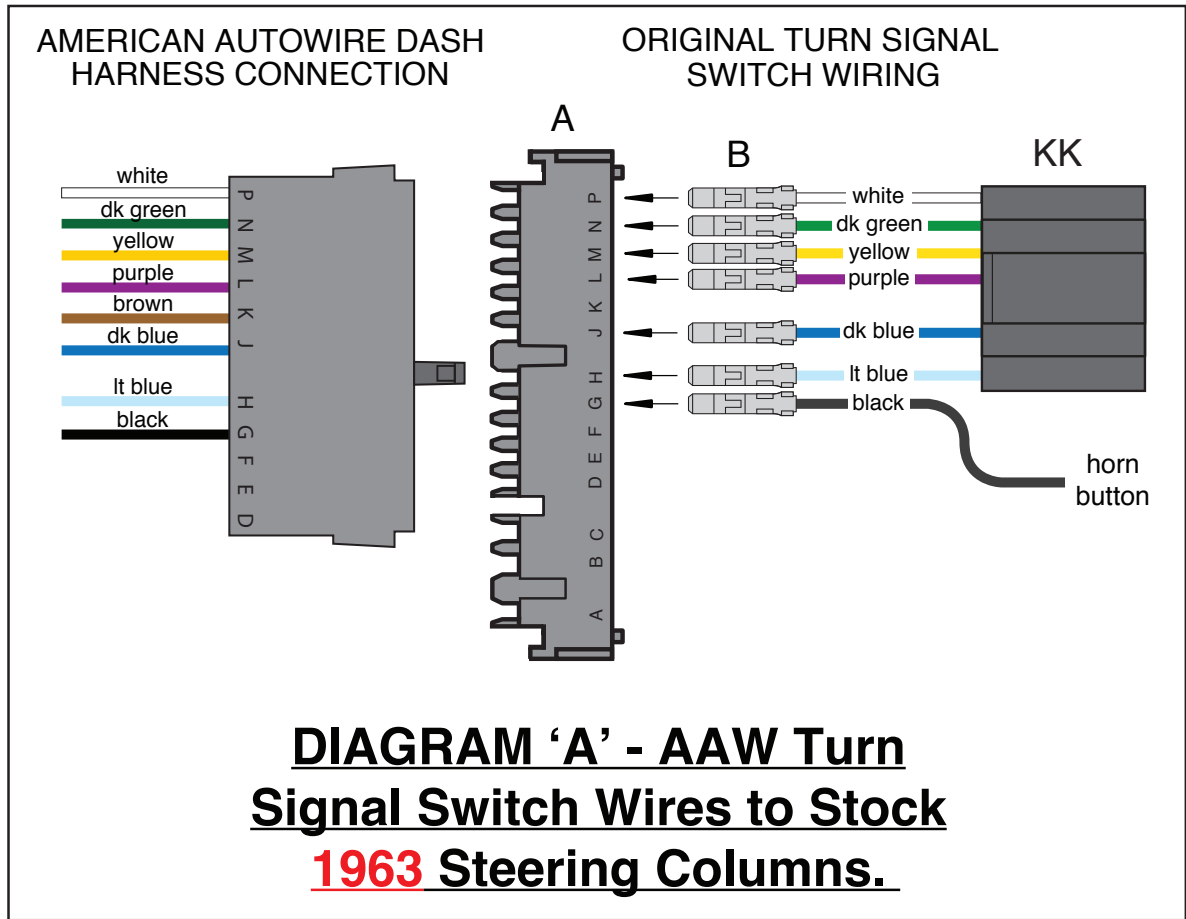 AMERICAN AUTOWIRE DASH
HARNESS CONNECTION
ORIGINAL TURN SIGNAL
SWITCH WIRING
A
B
KK
white
dk green
yellow
purple
brown
dk blue
lt blue
black
P
N
M
L
K
J
H
G
F
E
D
P
N
M
L
K
J
H
G
F
E
D
C
B
A
white
dk green
yellow
purple
dk blue
lt blue
black
horn
button
DIAGRAM ‘A’ - AAW Turn
Signal Switch Wires to Stock
1963 Steering Columns.